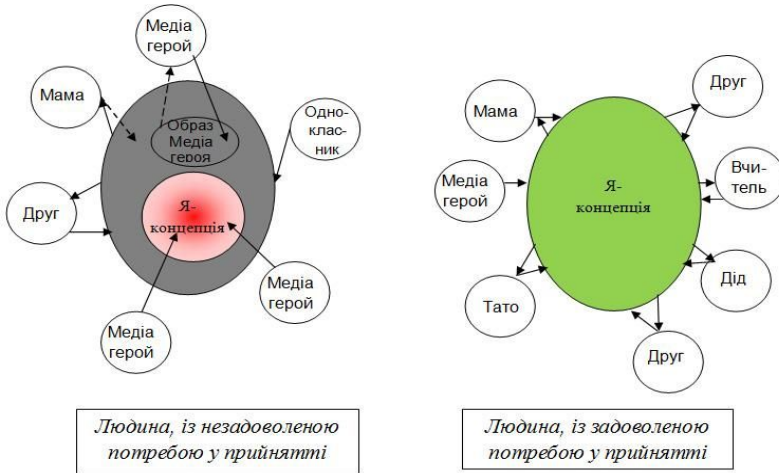 Медіа
герой
Мама
Образ
Медіа
героя
Одно-
клас-
ник
Друг
Я-
концепція
Медіа
герой
Медіа
герой
Людина, із незадоволеною
потребою у прийнятті
Друг
Мама
Медіа
герой
Я-
концепція
Вчи-
тель
Дід
Тато
Друг
Людина, із задоволеною
потребою у прийнятті